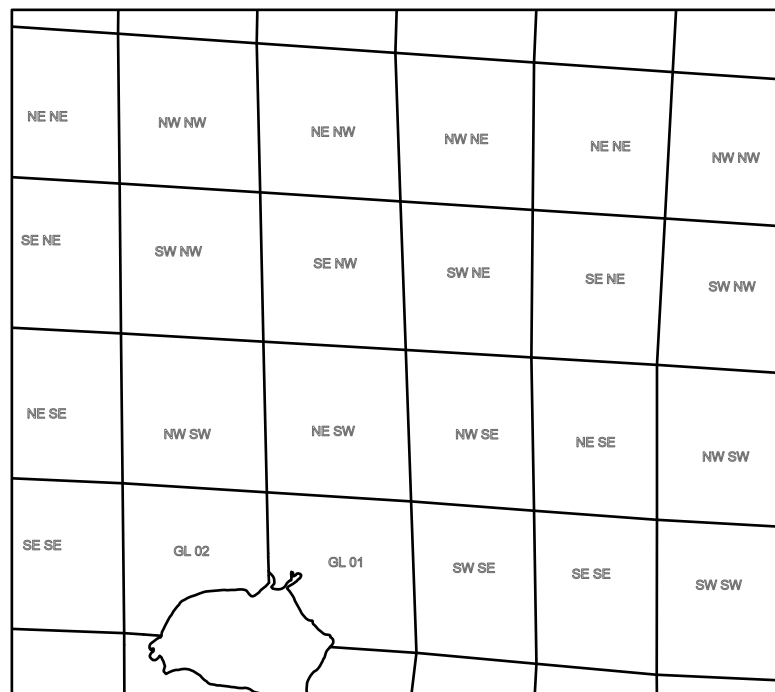 NE NE
NW NW
NE NW
NW NE
NE NE
NW NW
SE NE
SW NW
SE NW
SW NE
SE NE
SW NW
NE SE
NW SW
NE SW
NW SE
NE SE
NW SW
SE SE
GL 02
GL 01
SW SE
SE SE
SW SW